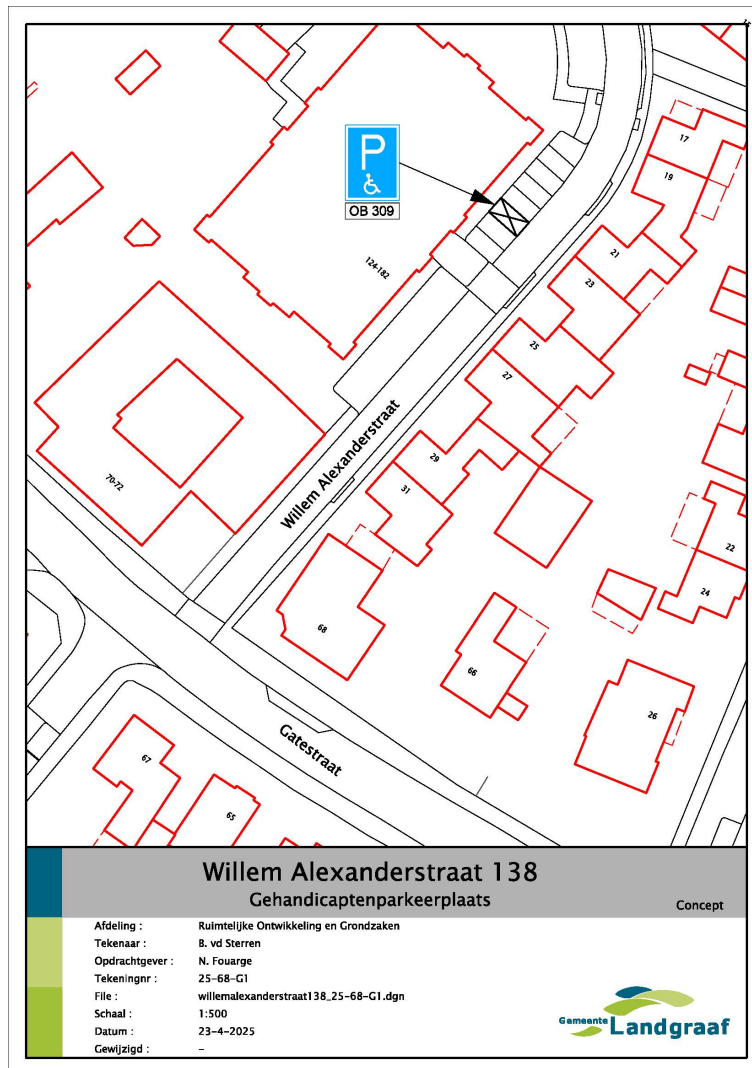 P
OB 309
17
19
21
124-182
23
25
27
Willem Alexanderstraat
29
70-72
31
22
24
68
66
26
Gatestraat
67
65
Willem Alexanderstraat 138
Gehandicaptenparkeerplaats
Concept
Afdeling : Ruimtelijke Ontwikkeling en Grondzaken
Tekenaar : B. vd Sterren
Opdrachtgever : N. Fouarge
Tekeningnr : 25-68-G1
File : willemalexanderstraat138_25-68-G1.dgn
Schaal : 1:500
Datum : 23-4-2025
Gewijzigd : -
Gemeente Landgraaf